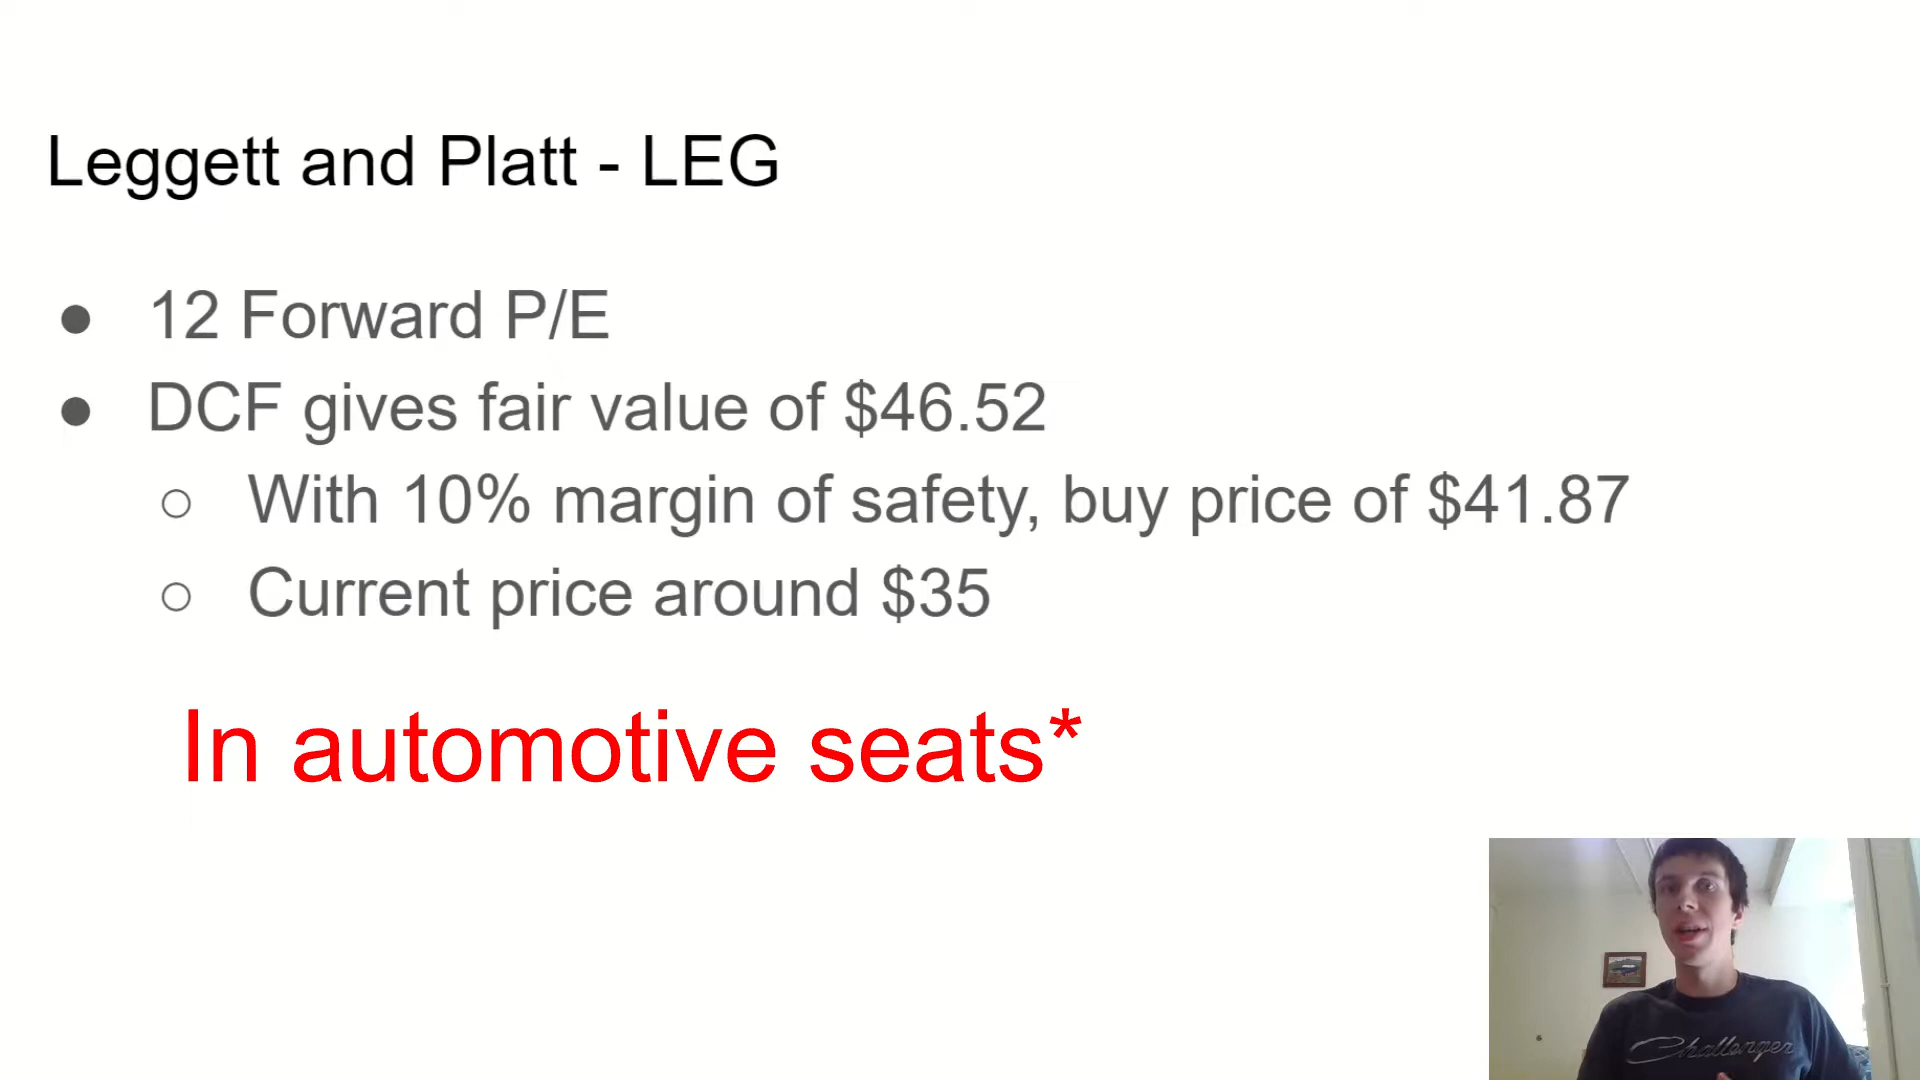 Leggett and Platt - LEG
● 12 Forward P/E
● DCF gives fair value of $46.52
○ With 10% margin of safety, buy price of $41.87
○ Current price around $35
In automotive seats*
Challenger